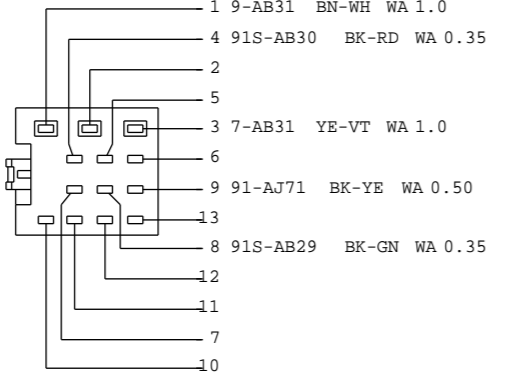 1 9-AB31 BN-WH WA 1.0
4 91S-AB30 BK-RD WA 0.35
2
5
3 7-AB31 YE-VT WA 1.0
6
9 91-AJ71 BK-YE WA 0.50
13
8 91S-AB29 BK-GN WA 0.35
12
11
7
10